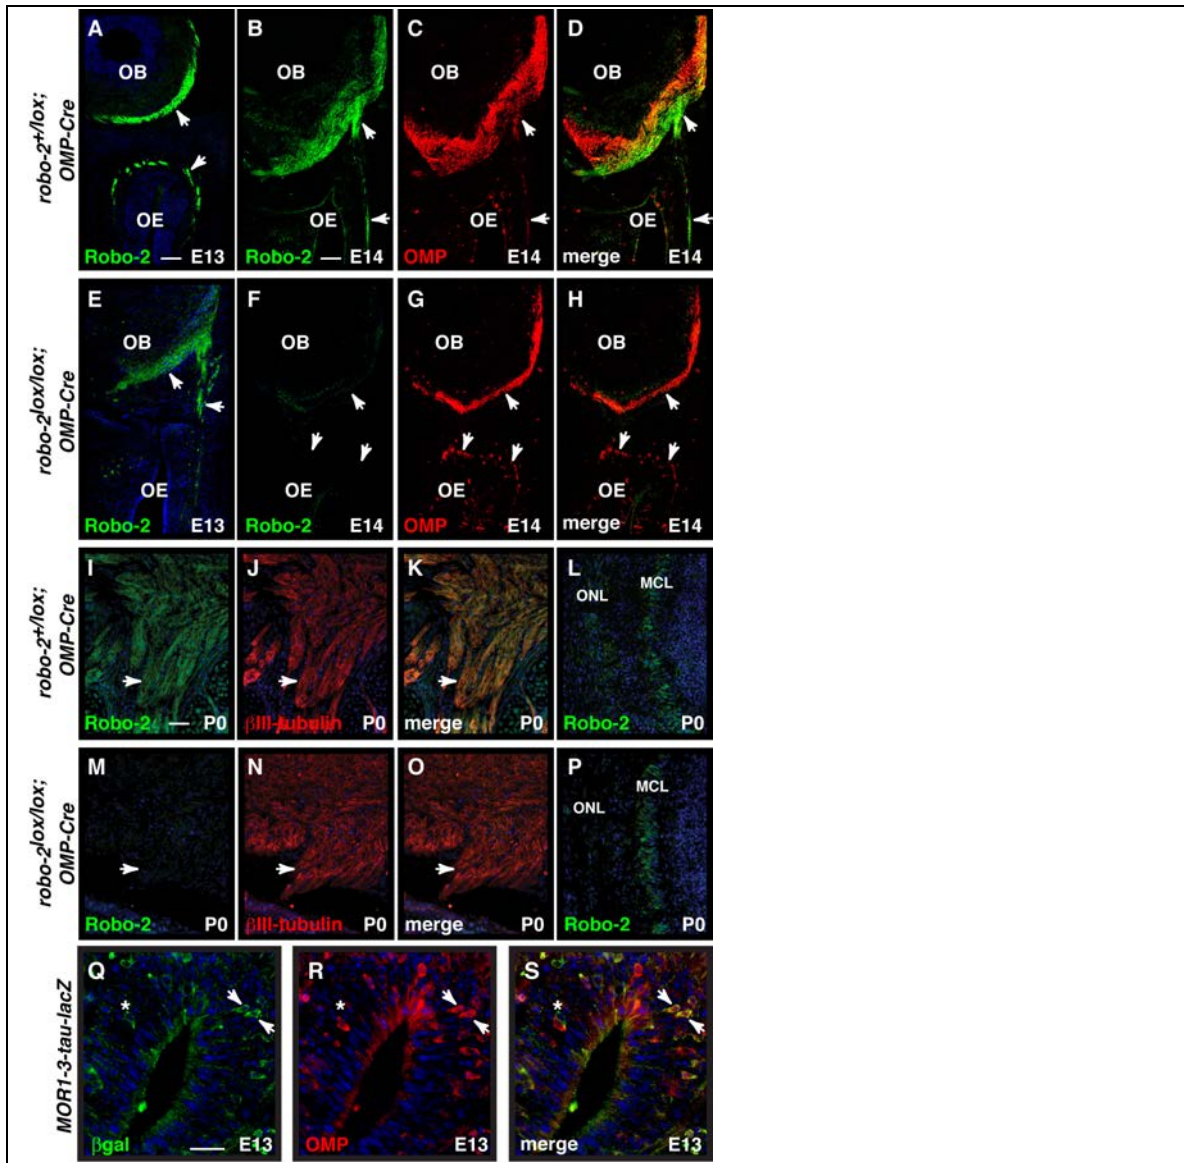 robo-2+/lox;
OMP-Cre
A
OB
OE
Robo-2 E13
B
OB
OE
Robo-2 E14
C
OB
OE
OMP E14
D
OB
OE
merge E14
robo-2lox/lox;
OMP-Cre
E
OB
OE
Robo-2 E13
F
OB
OE
Robo-2 E14
G
OB
OE
OMP E14
H
OB
OE
merge E14
robo-2+/lox;
OMP-Cre
I
Robo-2 P0
J
βIII-tubulin P0
K
merge P0
L
MCL
ONL
Robo-2 P0
robo-2lox/lox;
OMP-Cre
M
Robo-2 P0
N
βIII-tubulin P0
O
merge P0
P
MCL
ONL
Robo-2 P0
MOR1-3-tau-lacZ
Q
*
βgal E13
R
*
OMP E13
S
*
merge E13